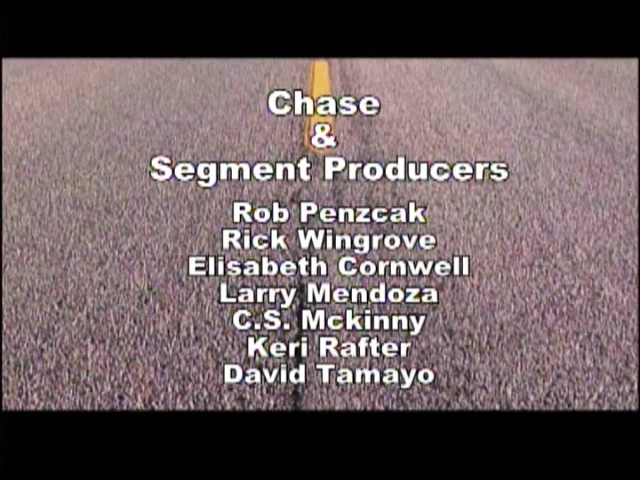 Chase
&
Segment Producers
Rob Penzcak
Rick Wingrove
Elisabeth Cornwell
Larry Mendoza
C.S. Mckinny
Keri Rafter
David Tamayo